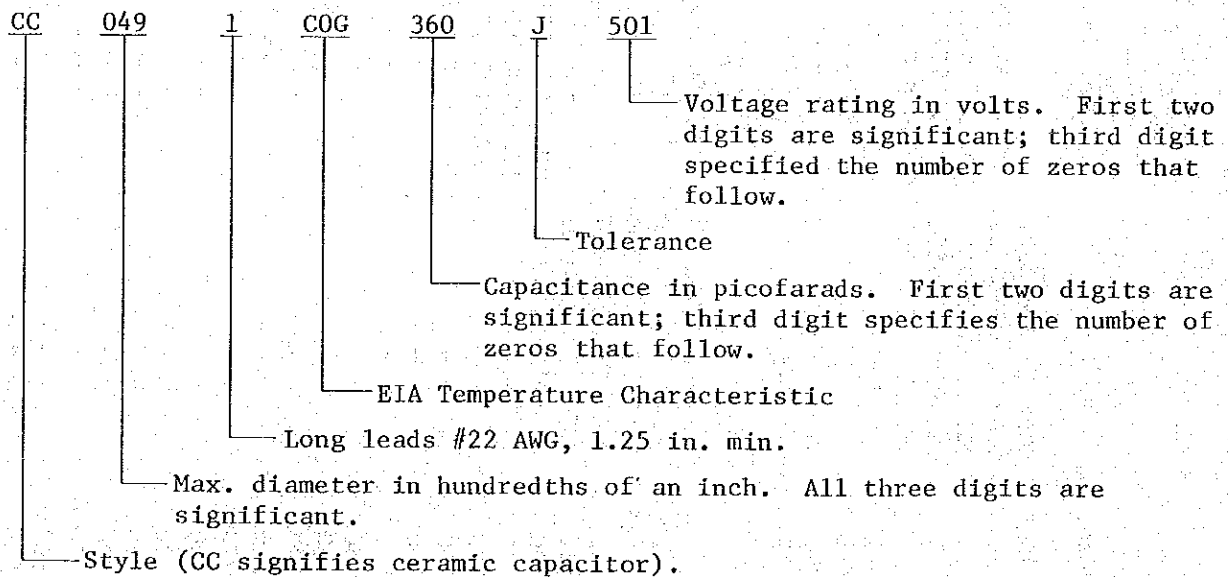 CC 049 1 COG 360 J 501
Voltage rating in volts. First two
digits are significant; third digit
specified the number of zeros that
follow.
Tolerance
Capacitance in picofarads. First two digits are
significant; third digit specifies the number of
zeros that follow.
EIA Temperature Characteristic
Long leads #22 AWG, 1.25 in. min.
Max. diameter in hundredths of an inch. All three digits are
significant.
Style (CC signifies ceramic capacitor).